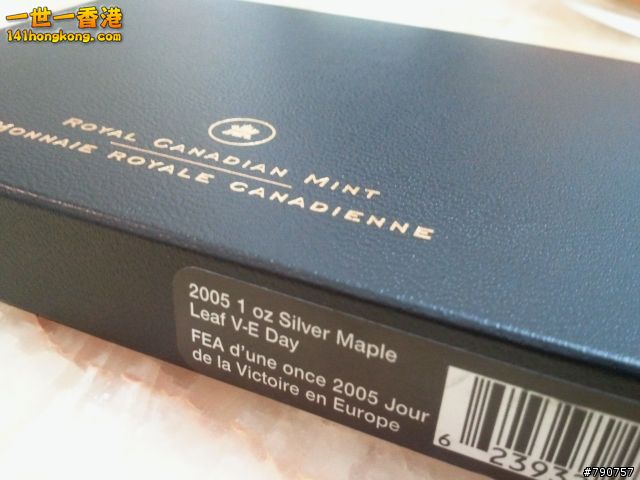 一世一香港
141hongkong.com
ROYAL CANADIAN MINT
MONNAIE ROYALE CANADIENNE
2005 1 oz Silver Maple
Leaf V-E Day
FEA d'une once 2005 Jour
de la Victoire en Europe
6 2393
#790757